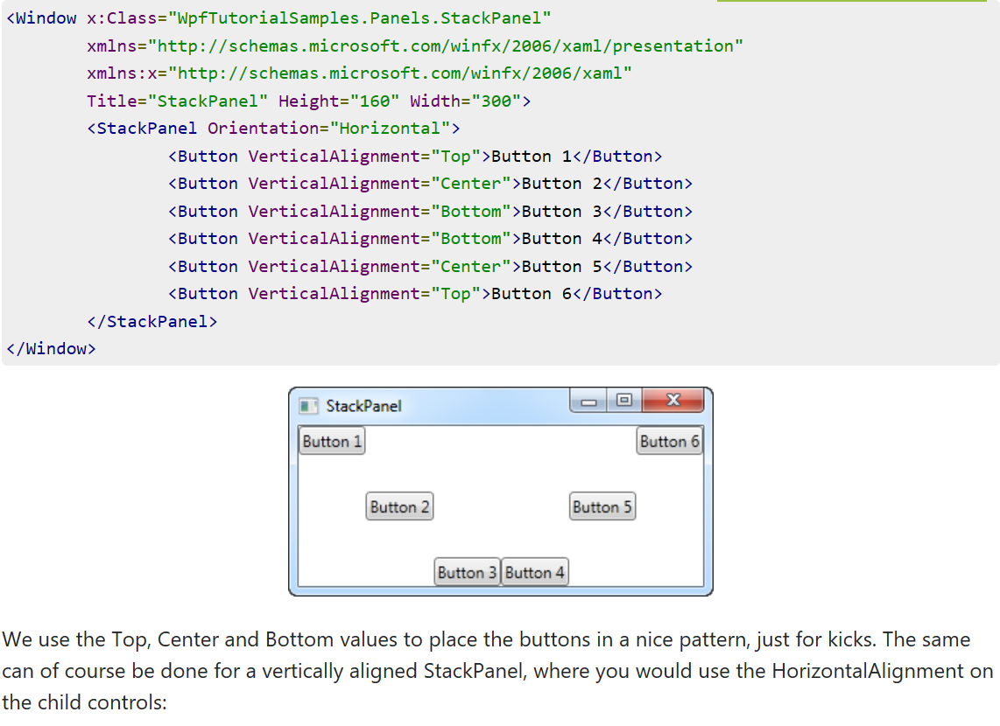 <Window x:Class="WpfTutorialSamples.Panels.StackPanel"
        xmlns="http://schemas.microsoft.com/winfx/2006/xaml/presentation"
        xmlns:x="http://schemas.microsoft.com/winfx/2006/xaml"
        Title="StackPanel" Height="160" Width="300">
        <StackPanel Orientation="Horizontal">
                <Button VerticalAlignment="Top">Button 1</Button>
                <Button VerticalAlignment="Center">Button 2</Button>
                <Button VerticalAlignment="Bottom">Button 3</Button>
                <Button VerticalAlignment="Bottom">Button 4</Button>
                <Button VerticalAlignment="Center">Button 5</Button>
                <Button VerticalAlignment="Top">Button 6</Button>
        </StackPanel>
</Window>
StackPanel
Button 1 Button 6
Button 2 Button 5
Button 3 Button 4
We use the Top, Center and Bottom values to place the buttons in a nice pattern, just for kicks. The same
can of course be done for a vertically aligned StackPanel, where you would use the HorizontalAlignment on
the child controls: